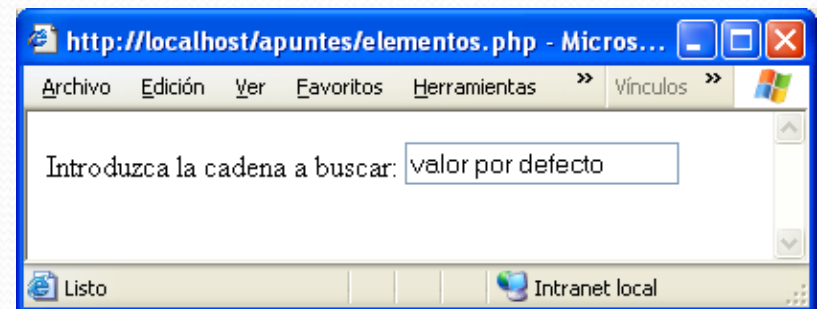 http://localhost/apuntes/elementos.php - Micros...
Archivo Edición Ver Favoritos Herramientas » Vínculos »
Introduzca la cadena a buscar: valor por defecto
Listo Intranet local